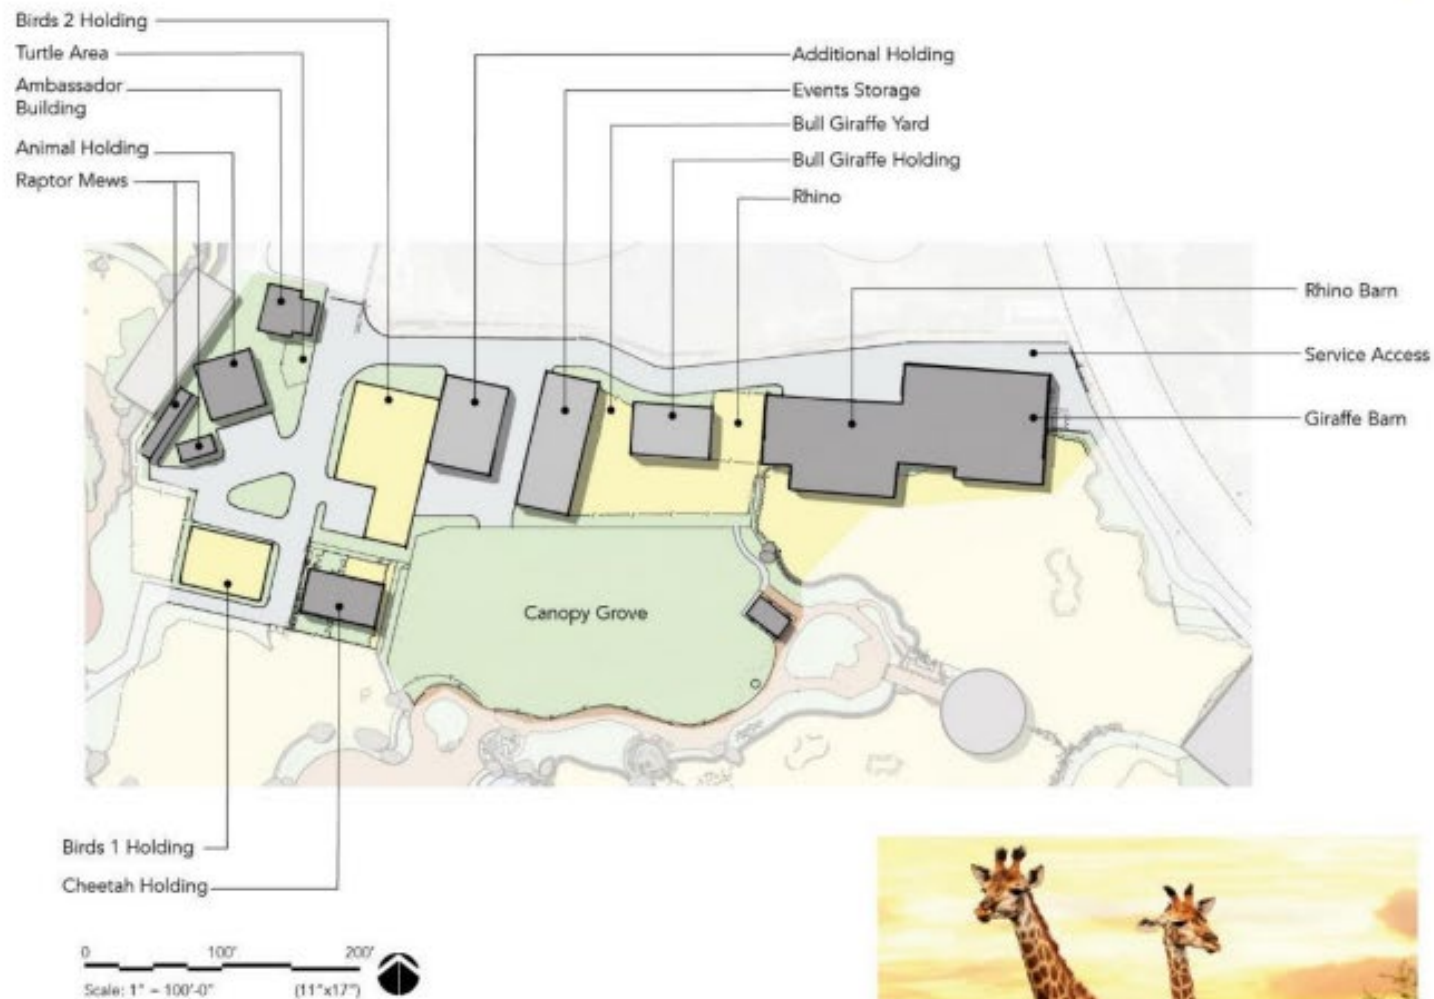 Birds 2 Holding
Turtle Area
Ambassador
Building
Animal Holding
Raptor Mews
Additional Holding
Events Storage
Bull Giraffe Yard
Bull Giraffe Holding
Rhino
Rhino Barn
Service Access
Giraffe Barn
Canopy Grove
Birds 1 Holding
Cheetah Holding
0 100' 200'
Scale: 1" = 100'-0" (11"x17")